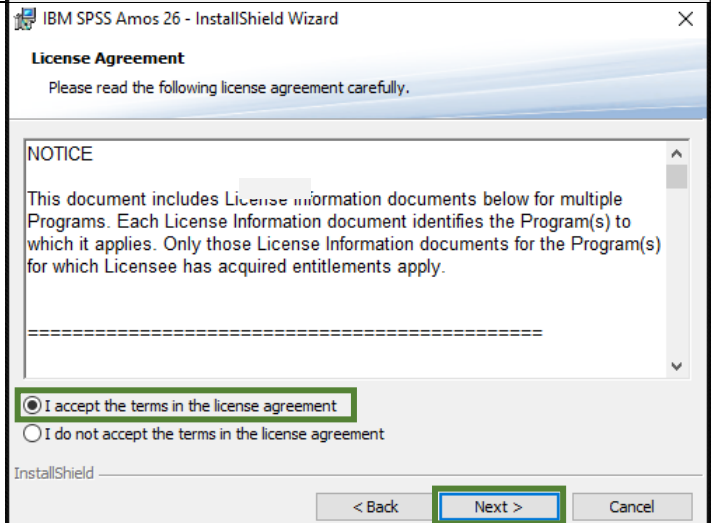 IBM SPSS Amos 26 - InstallShield Wizard
License Agreement
Please read the following license agreement carefully.
NOTICE
This document includes License Information documents below for multiple
Programs. Each License Information document identifies the Program(s) to
which it applies. Only those License Information documents for the Program(s)
for which Licensee has acquired entitlements apply.
==============================================
I accept the terms in the license agreement
I do not accept the terms in the license agreement
InstallShield
< Back Next > Cancel